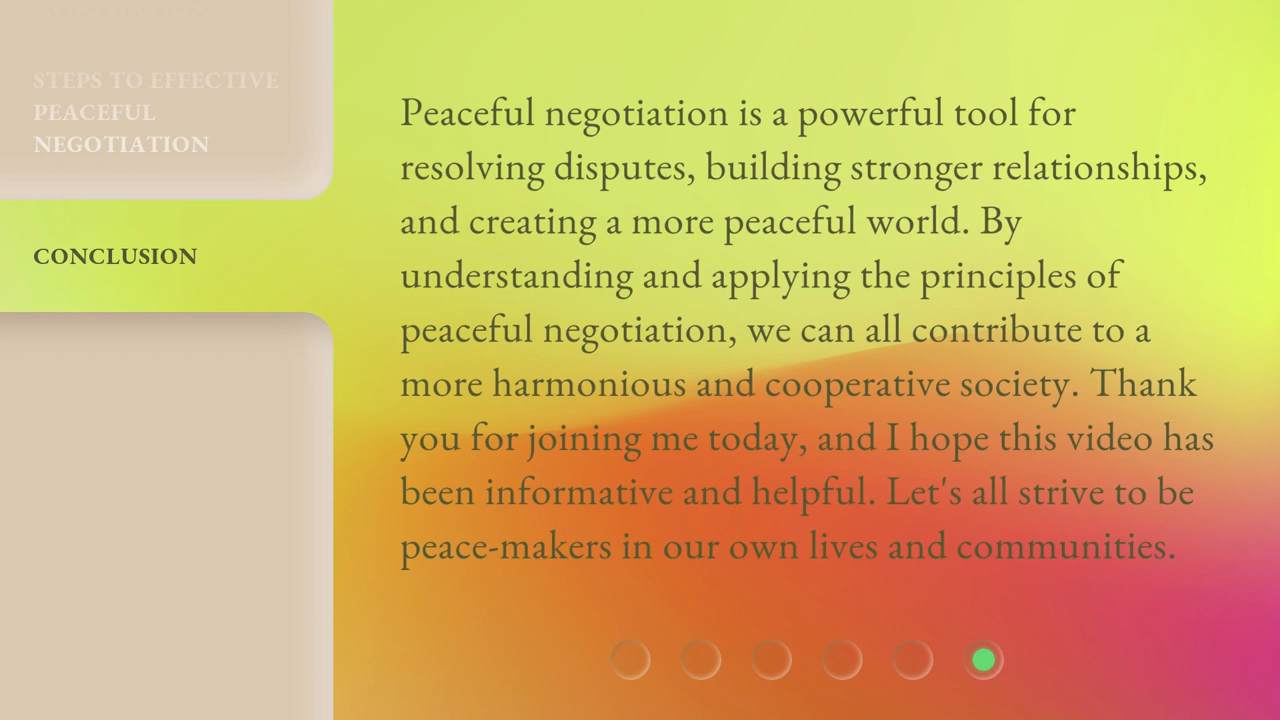 STEPS TO EFFECTIVE
PEACEFUL
NEGOTIATION
CONCLUSION
Peaceful negotiation is a powerful tool for
resolving disputes, building stronger relationships,
and creating a more peaceful world. By
understanding and applying the principles of
peaceful negotiation, we can all contribute to a
more harmonious and cooperative society. Thank
you for joining me today, and I hope this video has
been informative and helpful. Let's all strive to be
peace-makers in our own lives and communities.